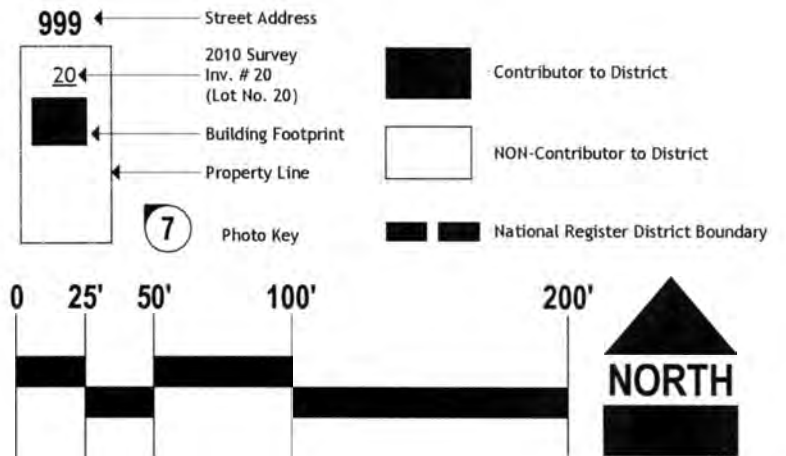 999
Street Address
20
2010 Survey
Inv. # 20
(Lot No. 20)
Building Footprint
Property Line
7
Photo Key
Contributor to District
NON-Contributor to District
National Register District Boundary
0 25' 50' 100' 200'
NORTH